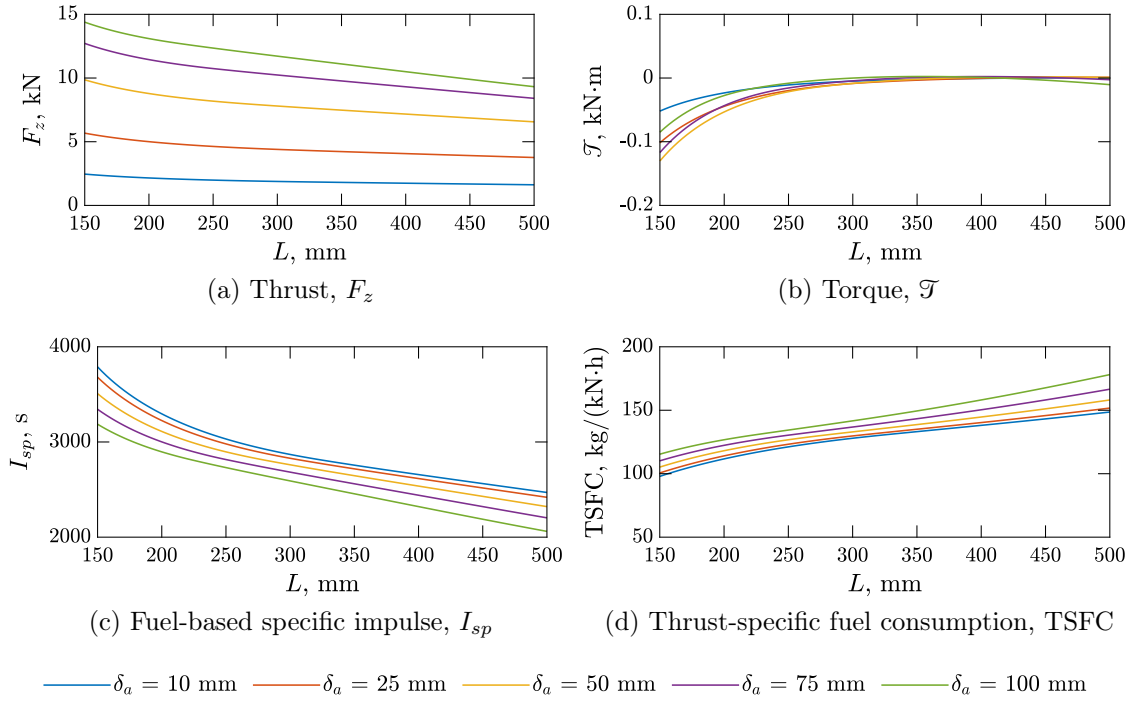 15
10
5
0
F_z, kN
150 200 250 300 350 400 450 500
L, mm
(a) Thrust, F_z
0.1
0
-0.1
-0.2
𝒯, kN·m
150 200 250 300 350 400 450 500
L, mm
(b) Torque, 𝒯
4000
3000
2000
I_{sp}, s
150 200 250 300 350 400 450 500
L, mm
(c) Fuel-based specific impulse, I_{sp}
200
150
100
50
TSFC, kg/(kN·h)
150 200 250 300 350 400 450 500
L, mm
(d) Thrust-specific fuel consumption, TSFC
δ_a = 10 mm δ_a = 25 mm δ_a = 50 mm δ_a = 75 mm δ_a = 100 mm